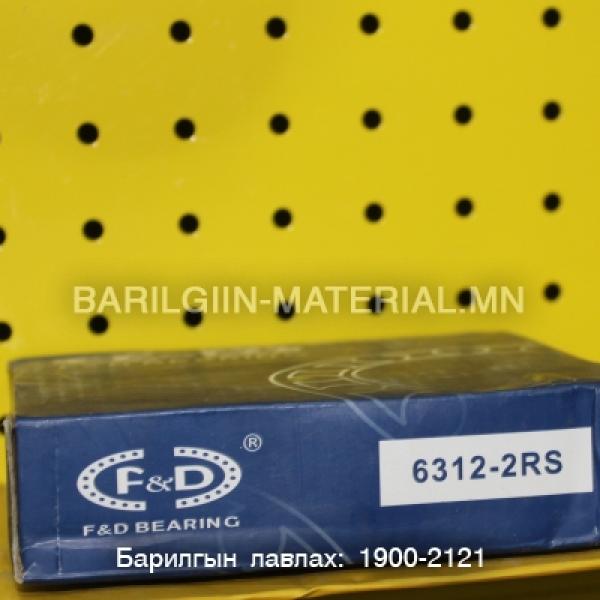 BARILGIIN-MATERIAL.MN
F&D ®
F&D BEARING
6312-2RS
Барилгын лавлах: 1900-2121